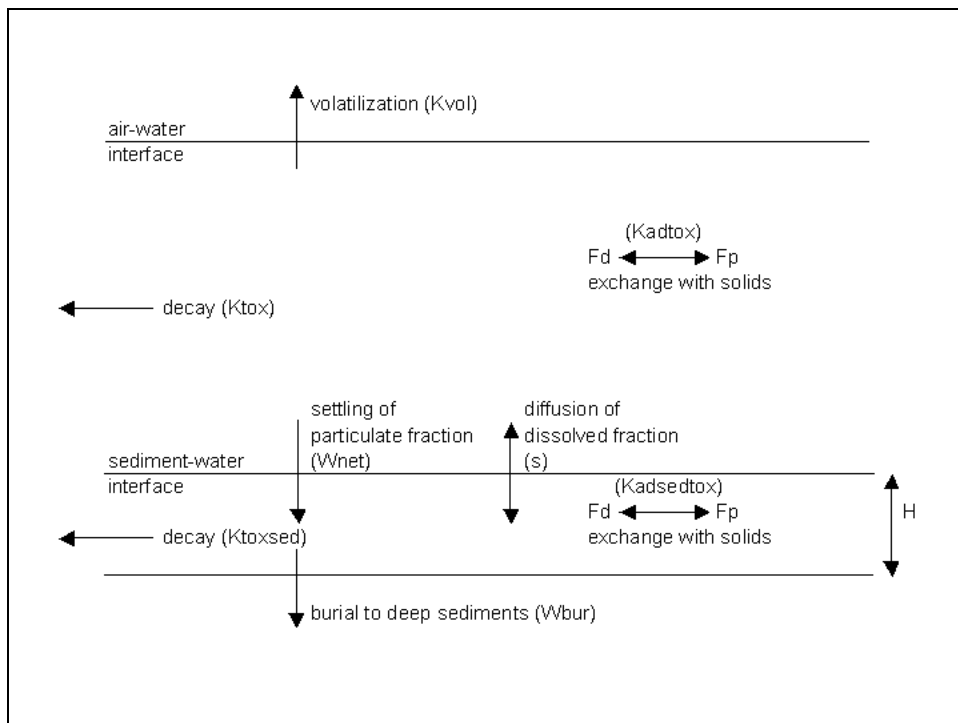 volatilization (Kvol)
air-water
interface
(Kadtox)
Fd Fp
exchange with solids
decay (Ktox)
settling of
particulate fraction
(Wnet)
diffusion of
dissolved fraction
(s)
sediment-water
interface
(Kadsedtox)
Fd Fp
exchange with solids
H
decay (Ktoxsed)
burial to deep sediments (Wbur)